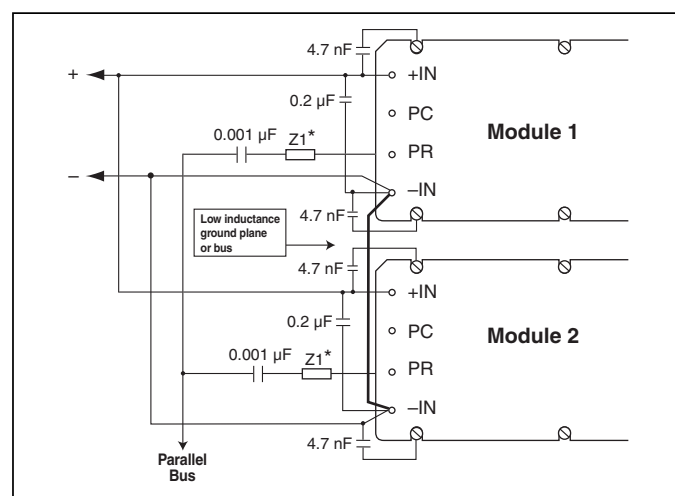 4.7 nF
+
+IN
0.2 µF
PC
Module 1
0.001 µF
Z1*
PR
–
–IN
4.7 nF
Low inductance
ground plane
or bus
4.7 nF
+IN
0.2 µF
PC
Module 2
0.001 µF
Z1*
PR
–IN
4.7 nF
Parallel
Bus